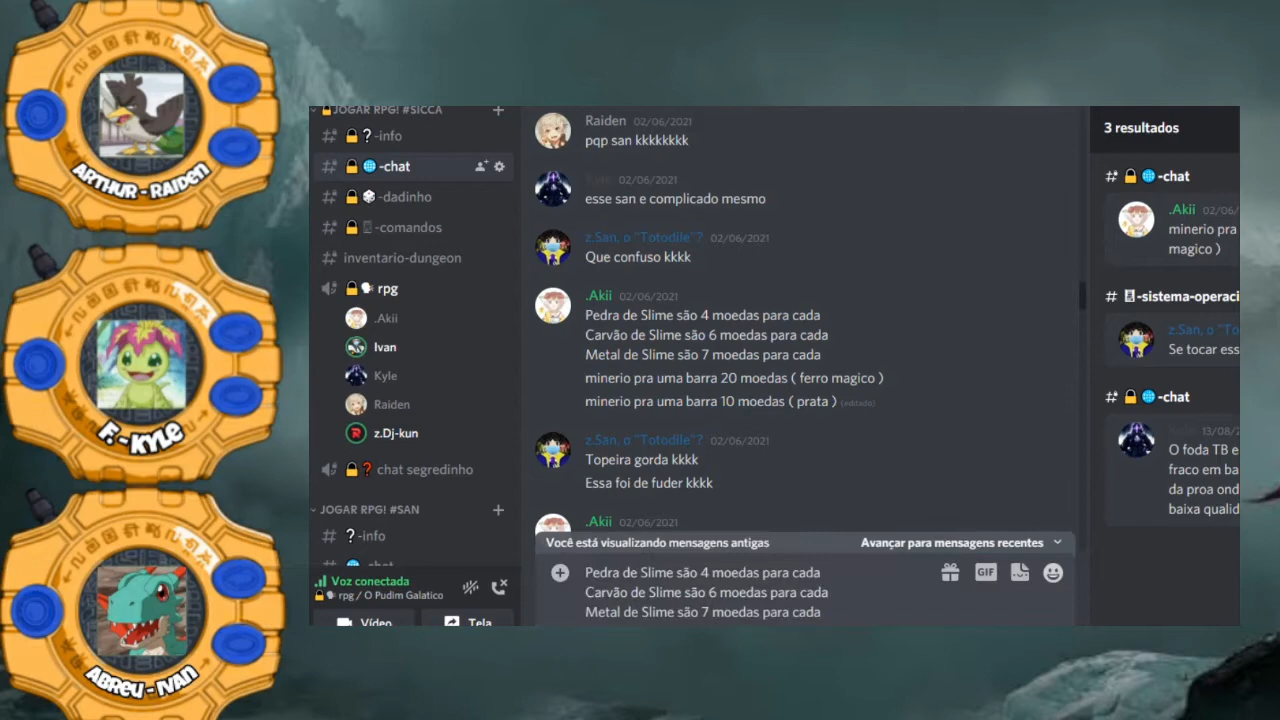 ARTHUR - RAIDEN
F. - KYLE
ABREU - IVAN
JOGAR RPG! #SICCA
-info
-chat
-dadinho
-comandos
inventario-dungeon
rpg
.Akii
Ivan
Kyle
Raiden
z.Dj-kun
chat segredinho
JOGAR RPG! #SAN
-info
Voz conectada
rpg / O Pudim Galatico
Vídeo
Tela
Raiden 02/06/2021
pqp san kkkkkkkk
02/06/2021
esse san e complicado mesmo
z.San, o "Totodile"? 02/06/2021
Que confuso kkkk
.Akii 02/06/2021
Pedra de Slime são 4 moedas para cada
Carvão de Slime são 6 moedas para cada
Metal de Slime são 7 moedas para cada
minerio pra uma barra 20 moedas ( ferro magico )
minerio pra uma barra 10 moedas ( prata ) (editado)
z.San, o "Totodile"? 02/06/2021
Topeira gorda kkkk
Essa foi de fuder kkkk
.Akii 02/06/2021
Você está visualizando mensagens antigas
Avançar para mensagens recentes
Pedra de Slime são 4 moedas para cada
Carvão de Slime são 6 moedas para cada
Metal de Slime são 7 moedas para cada
GIF
3 resultados
-chat
.Akii 02/06/
minerio pra
magico )
-sistema-operaci
z.San, o "To
Se tocar ess
-chat
13/08/2
O foda TB e
fraco em ba
da proa ond
baixa qualid